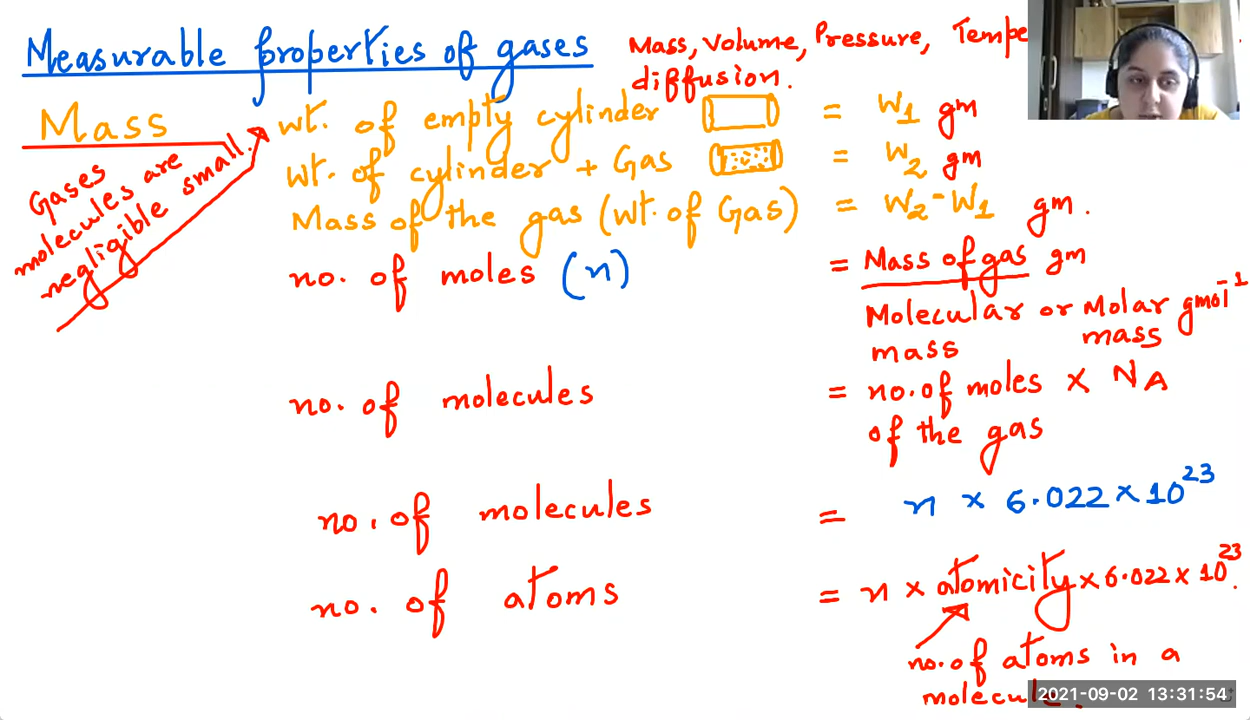 Measurable properties of gases
Mass, Volume, Pressure, Tempe
diffusion.
Mass
Gases
molecules are
negligible small.
wt. of empty cylinder = W1 gm
wt. of cylinder + Gas = W2 gm
Mass of the gas (wt. of Gas) = W2 - W1 gm.
no. of moles (n) = Mass of gas gm
Molecular or Molar gmol-1
mass mass
no. of molecules = no. of moles × NA
of the gas
no. of molecules = n × 6.022 × 10^23
no. of atoms = n × atomicity × 6.022 × 10^23.
no. of atoms in a
molecule.
2021-09-02 13:31:54